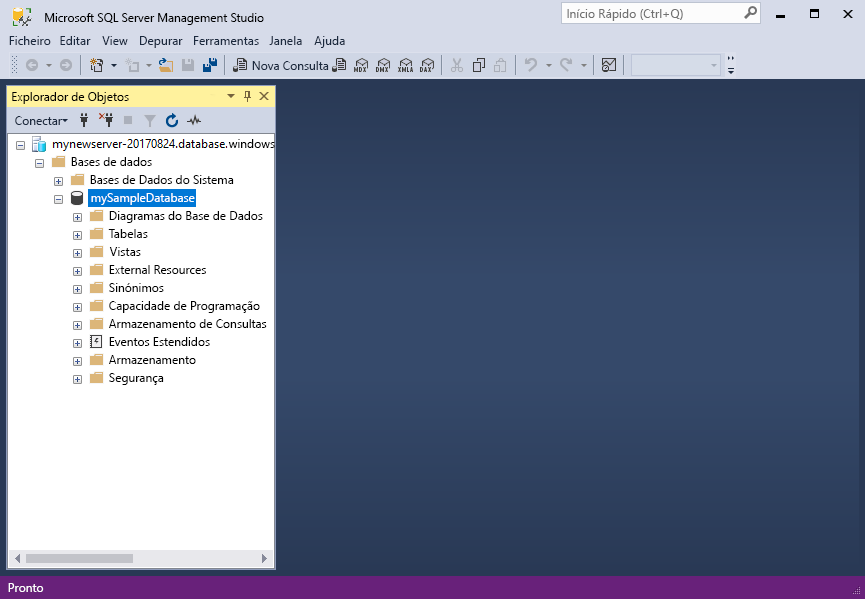 Microsoft SQL Server Management Studio
Início Rápido (Ctrl+Q)
Ficheiro Editar View Depurar Ferramentas Janela Ajuda
Nova Consulta MDX DMX XMLA DAX
Explorador de Objetos
Conectar
mynewserver-20170824.database.windows
Bases de dados
Bases de Dados do Sistema
mySampleDatabase
Diagramas do Base de Dados
Tabelas
Vistas
External Resources
Sinónimos
Capacidade de Programação
Armazenamento de Consultas
Eventos Estendidos
Armazenamento
Segurança
Pronto